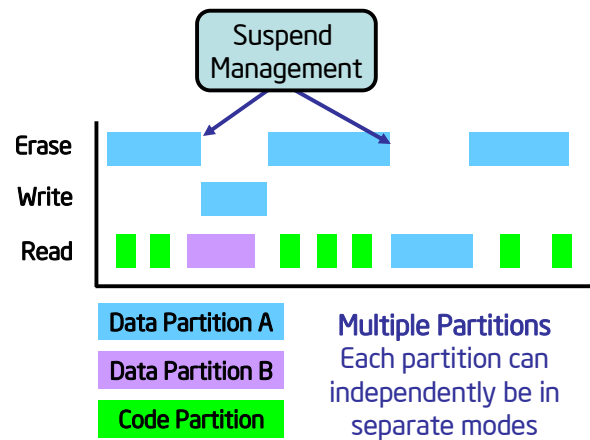 Suspend
Management
Erase
Write
Read
Data Partition A
Data Partition B
Code Partition
Multiple Partitions
Each partition can
independently be in
separate modes